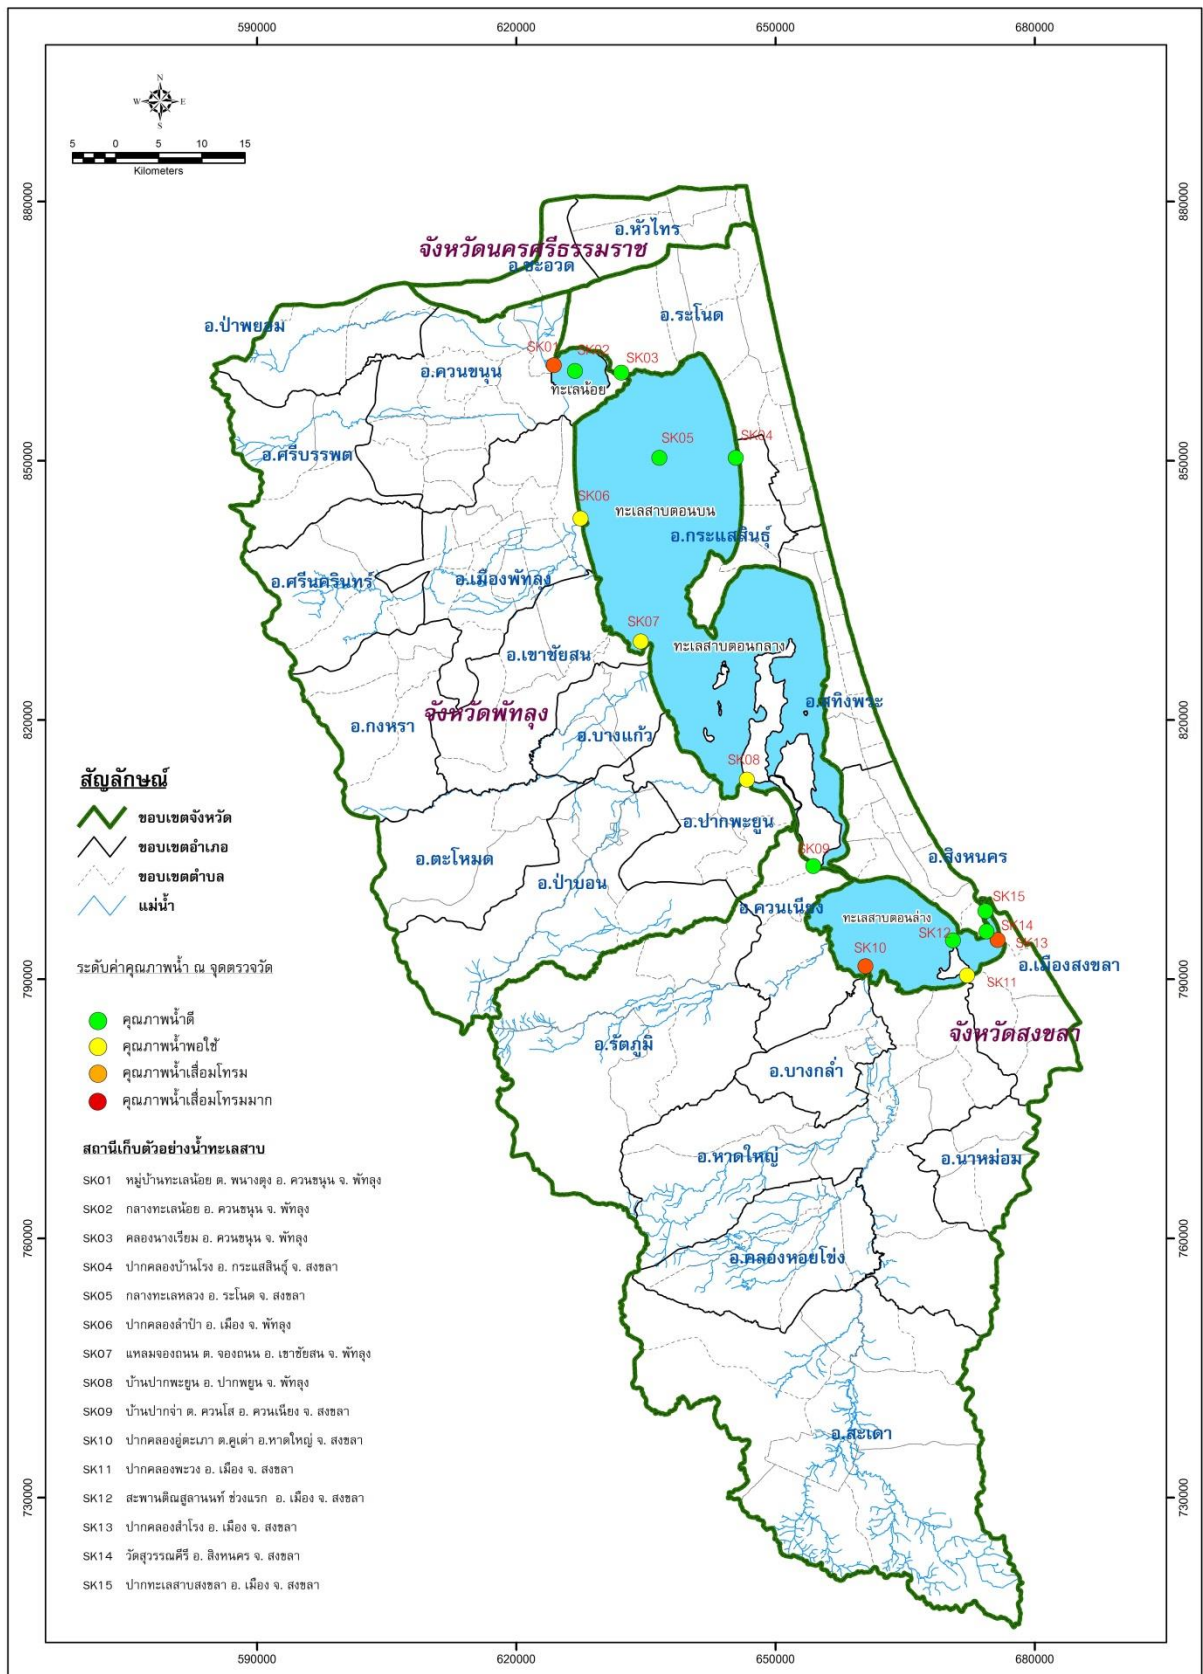 590000
620000
650000
680000
N
W
E
S
5 0 5 10 15
Kilometers
880000
880000
850000
850000
820000
820000
790000
790000
760000
760000
730000
730000
อ.หัวไทร
จังหวัดนครศรีธรรมราช
อ.ชะอวด
อ.ระโนด
อ.ป่าพยอม
SK01
SK02
SK03
อ.ควนขนุน
ทะเลน้อย
SK05
SK04
อ.ศรีบรรพต
SK06
ทะเลสาบตอนบน
อ.กระแสสินธุ์
อ.ศรีนครินทร์
อ.เมืองพัทลุง
SK07
ทะเลสาบตอนกลาง
อ.เขาชัยสน
อ.สทิงพระ
จังหวัดพัทลุง
อ.กงหรา
อ.บางแก้ว
SK08
อ.ปากพะยูน
อ.ตะโหมด
SK09
อ.สิงหนคร
อ.ป่าบอน
SK15
อ.ควนเนียง
ทะเลสาบตอนล่าง
SK14
SK12
SK13
SK10
อ.เมืองสงขลา
SK11
จังหวัดสงขลา
อ.รัตภูมิ
อ.บางกล่ำ
อ.หาดใหญ่
อ.นาหม่อม
อ.คลองหอยโข่ง
อ.สะเดา
สัญลักษณ์
ขอบเขตจังหวัด
ขอบเขตอำเภอ
ขอบเขตตำบล
แม่น้ำ
ระดับค่าคุณภาพน้ำ ณ จุดตรวจวัด
คุณภาพน้ำดี
คุณภาพน้ำพอใช้
คุณภาพน้ำเสื่อมโทรม
คุณภาพน้ำเสื่อมโทรมมาก
สถานีเก็บตัวอย่างน้ำทะเลสาบ
SK01 หมู่บ้านทะเลน้อย ต. พนางตุง อ. ควนขนุน จ. พัทลุง
SK02 กลางทะเลน้อย อ. ควนขนุน จ. พัทลุง
SK03 คลองนางเรียม อ. ควนขนุน จ. พัทลุง
SK04 ปากคลองบ้านโรง อ. กระแสสินธุ์ จ. สงขลา
SK05 กลางทะเลหลวง อ. ระโนด จ. สงขลา
SK06 ปากคลองลำปำ อ. เมือง จ. พัทลุง
SK07 แหลมจองถนน ต. จองถนน อ. เขาชัยสน จ. พัทลุง
SK08 บ้านปากพะยูน อ. ปากพยูน จ. พัทลุง
SK09 บ้านปากจ่า ต. ควนโส อ. ควนเนียง จ. สงขลา
SK10 ปากคลองอู่ตะเภา ต.คูเต่า อ.หาดใหญ่ จ. สงขลา
SK11 ปากคลองพะวง อ. เมือง จ. สงขลา
SK12 สะพานติณสูลานนท์ ช่วงแรก อ. เมือง จ. สงขลา
SK13 ปากคลองสำโรง อ. เมือง จ. สงขลา
SK14 วัดสุวรรณคีรี อ. สิงหนคร จ. สงขลา
SK15 ปากทะเลสาบสงขลา อ. เมือง จ. สงขลา
590000
620000
650000
680000